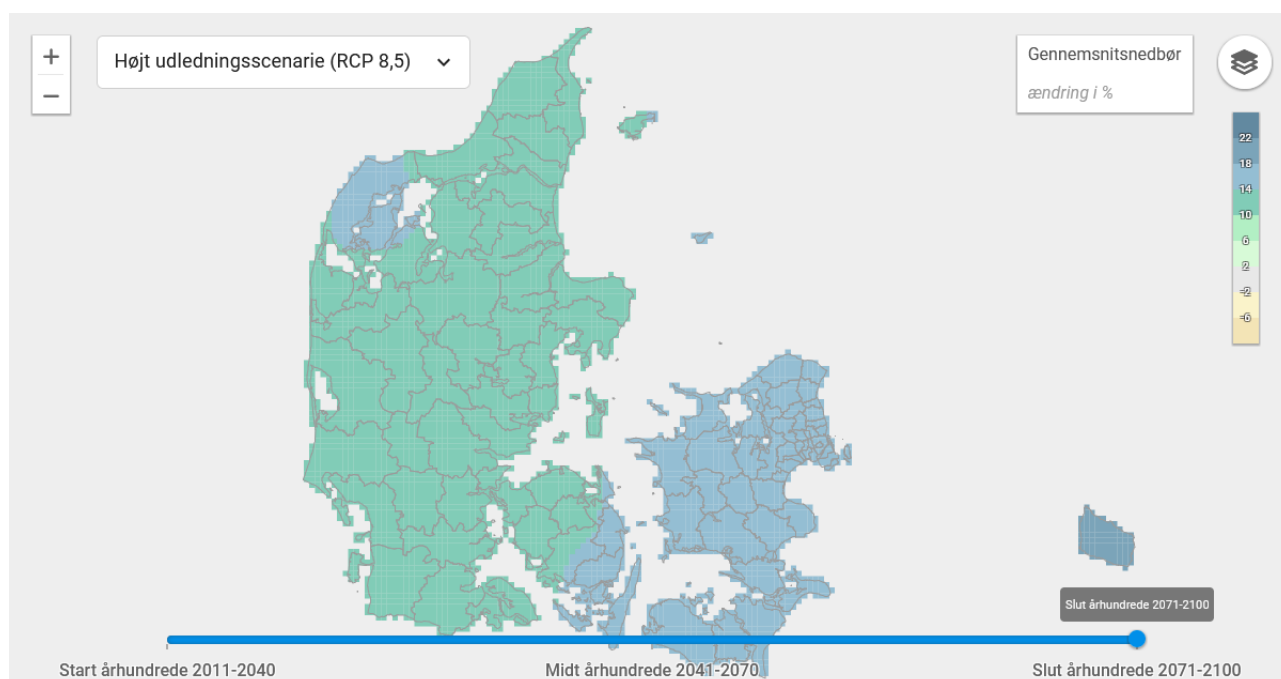 +
Højt udledningsscenarie (RCP 8,5)
−
Gennemsnitsnedbør
ændring i %
22
18
14
10
6
2
-2
-6
Slut århundrede 2071-2100
Start århundrede 2011-2040
Midt århundrede 2041-2070
Slut århundrede 2071-2100